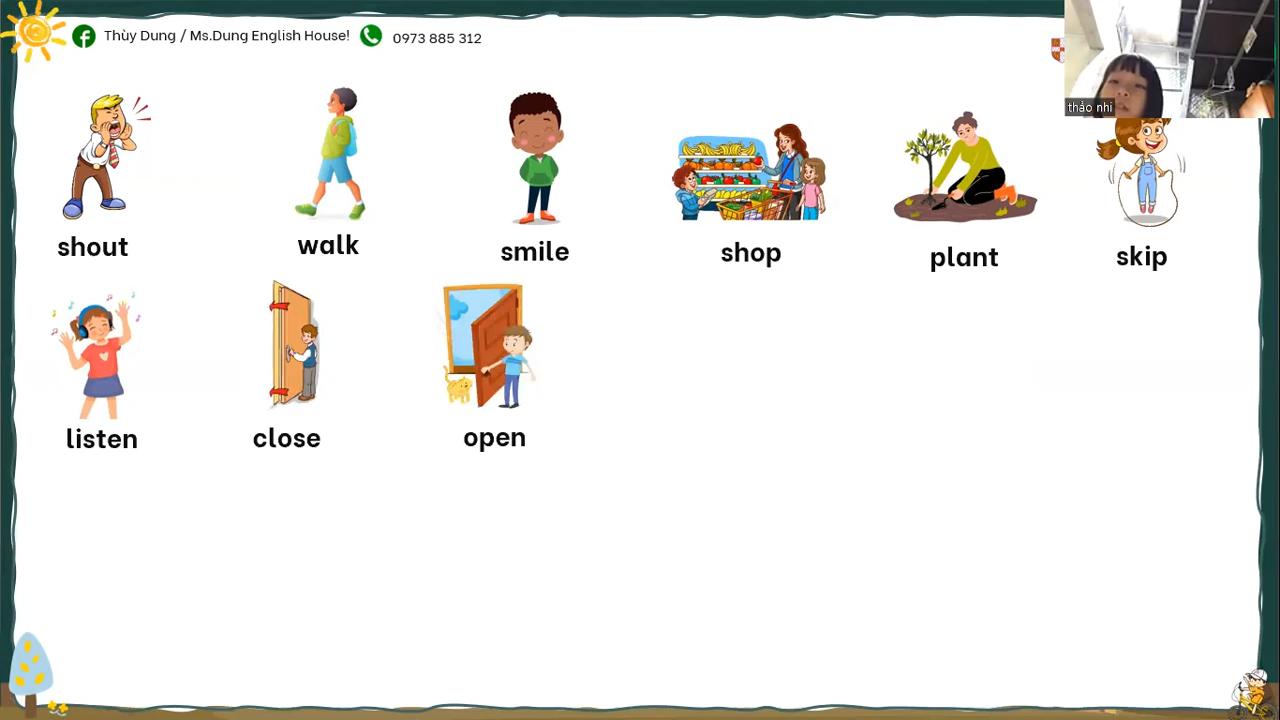 Thùy Dung / Ms.Dung English House!
0973 885 312
thảo nhi
shout
walk
smile
shop
plant
skip
listen
close
open